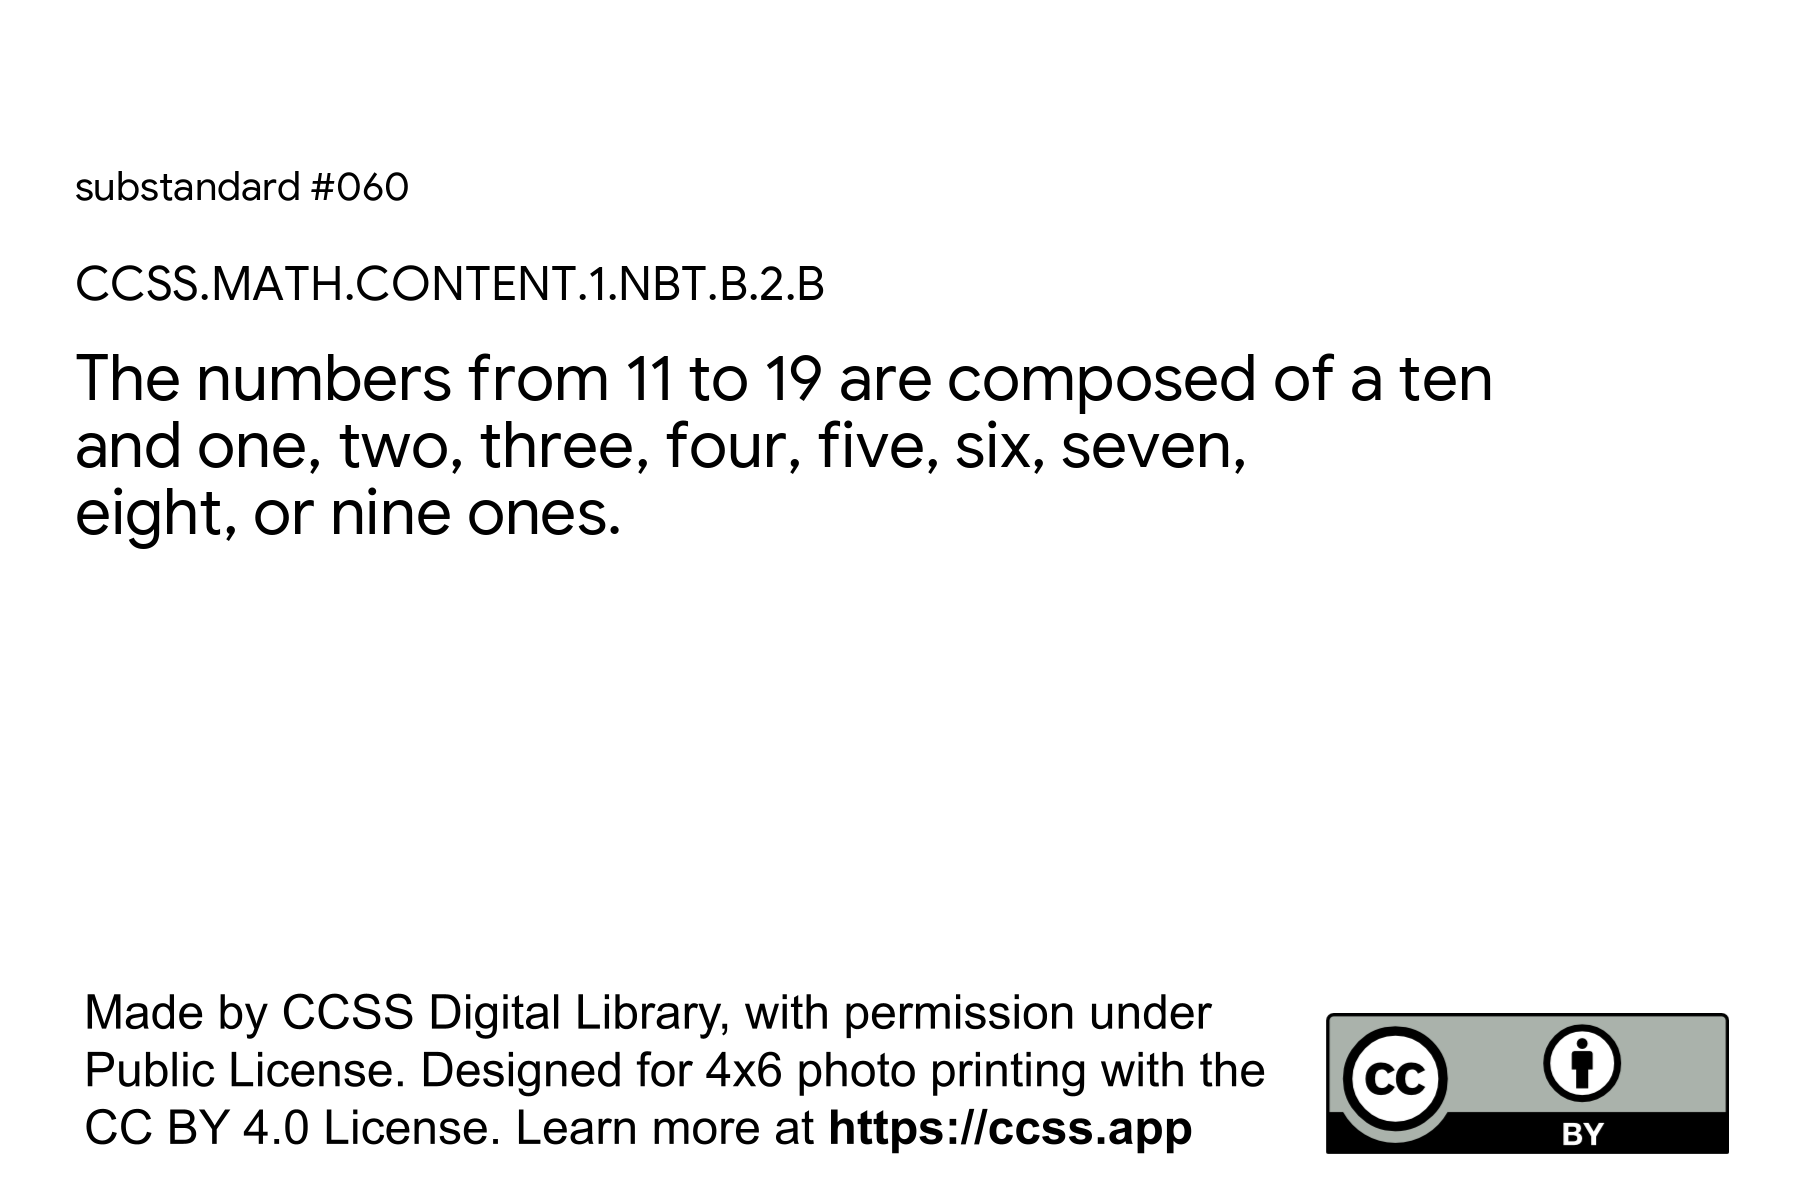 substandard #060
CCSS.MATH.CONTENT.1.NBT.B.2.B
The numbers from 11 to 19 are composed of a ten
and one, two, three, four, five, six, seven,
eight, or nine ones.
Made by CCSS Digital Library, with permission under
Public License. Designed for 4x6 photo printing with the
CC BY 4.0 License. Learn more at https://ccss.app
CC
BY